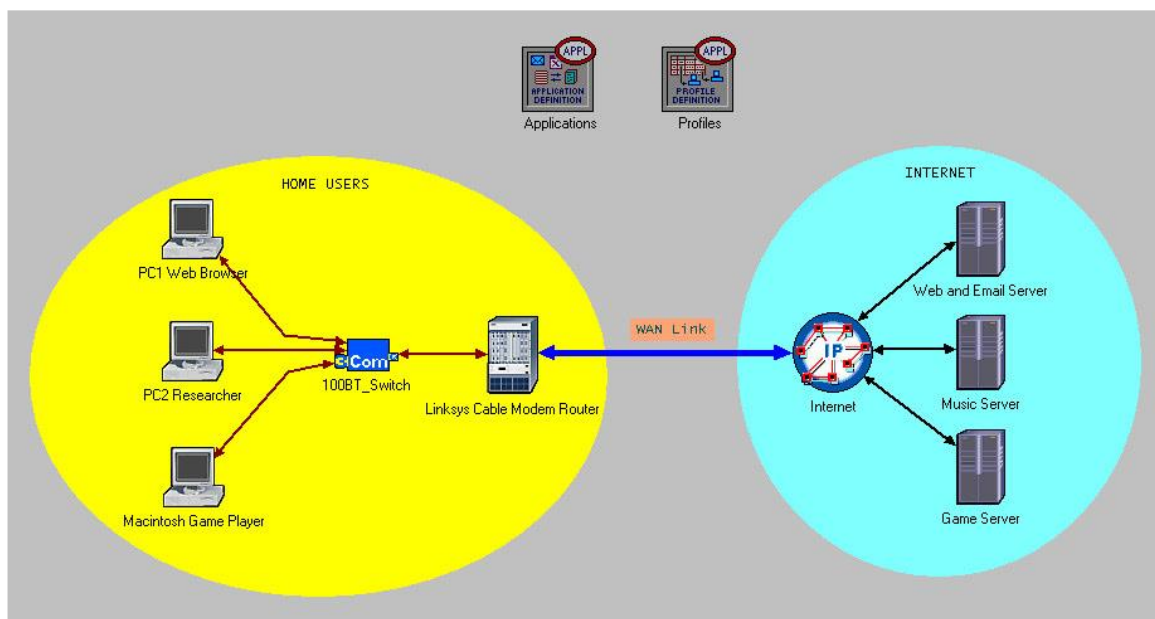 APPL
APPLICATION
DEFINITION
Applications
APPL
PROFILE
DEFINITION
Profiles
HOME USERS
PC1 Web Browser
PC2 Researcher
Macintosh Game Player
3Com
100BT_Switch
Linksys Cable Modem Router
WAN Link
INTERNET
IP
Internet
Web and Email Server
Music Server
Game Server